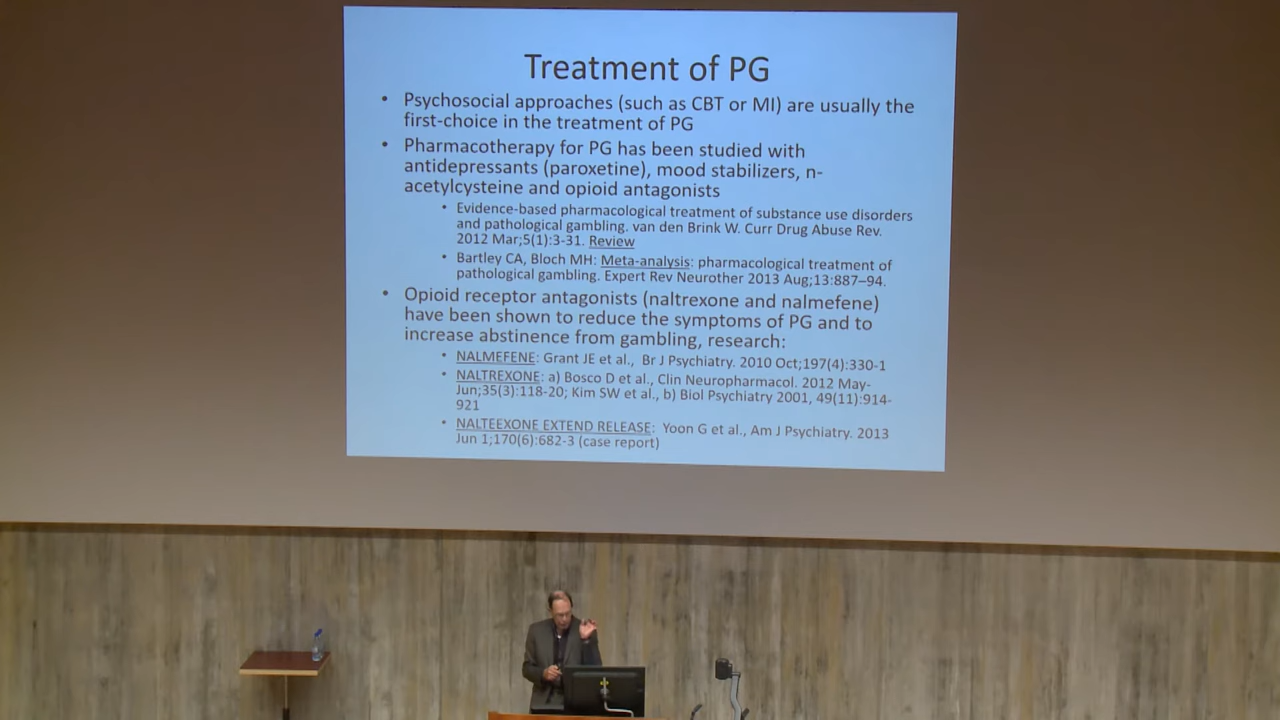 Treatment of PG
• Psychosocial approaches (such as CBT or MI) are usually the
first-choice in the treatment of PG
• Pharmacotherapy for PG has been studied with
antidepressants (paroxetine), mood stabilizers, n-
acetylcysteine and opioid antagonists
• Evidence-based pharmacological treatment of substance use disorders
and pathological gambling. van den Brink W. Curr Drug Abuse Rev.
2012 Mar;5(1):3-31. Review
• Bartley CA, Bloch MH: Meta-analysis: pharmacological treatment of
pathological gambling. Expert Rev Neurother 2013 Aug;13:887–94.
• Opioid receptor antagonists (naltrexone and nalmefene)
have been shown to reduce the symptoms of PG and to
increase abstinence from gambling, research:
• NALMEFENE: Grant JE et al., Br J Psychiatry. 2010 Oct;197(4):330-1
• NALTREXONE: a) Bosco D et al., Clin Neuropharmacol. 2012 May-
Jun;35(3):118-20; Kim SW et al., b) Biol Psychiatry 2001, 49(11):914-
921
• NALTEEXONE EXTEND RELEASE: Yoon G et al., Am J Psychiatry. 2013
Jun 1;170(6):682-3 (case report)